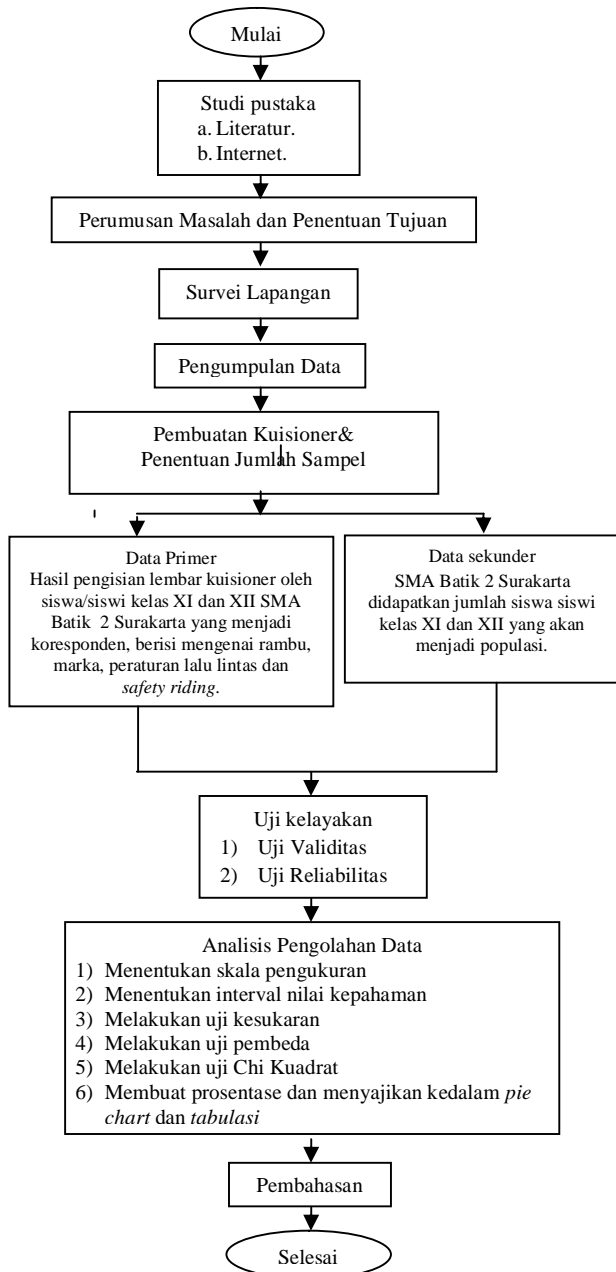 Mulai
Studi pustaka
a. Literatur.
b. Internet.
Perumusan Masalah dan Penentuan Tujuan
Survei Lapangan
Pengumpulan Data
Pembuatan Kuisioner&
Penentuan Jumlah Sampel
Data Primer
Hasil pengisian lembar kuisioner oleh
siswa/siswi kelas XI dan XII SMA
Batik 2 Surakarta yang menjadi
koresponden, berisi mengenai rambu,
marka, peraturan lalu lintas dan
safety riding.
Data sekunder
SMA Batik 2 Surakarta
didapatkan jumlah siswa siswi
kelas XI dan XII yang akan
menjadi populasi.
Uji kelayakan
1) Uji Validitas
2) Uji Reliabilitas
Analisis Pengolahan Data
1) Menentukan skala pengukuran
2) Menentukan interval nilai kepahaman
3) Melakukan uji kesukaran
4) Melakukan uji pembeda
5) Melakukan uji Chi Kuadrat
6) Membuat prosentase dan menyajikan kedalam pie
chart dan tabulasi
Pembahasan
Selesai